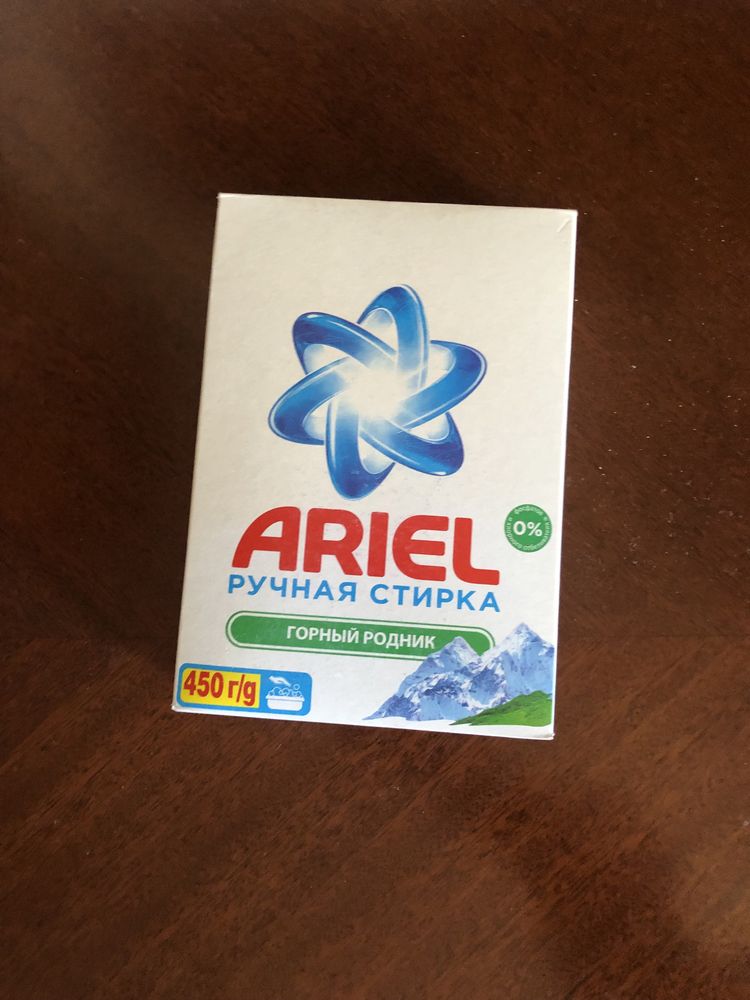 ARIEL
0%
РУЧНАЯ СТИРКА
ГОРНЫЙ РОДНИК
450 г/g